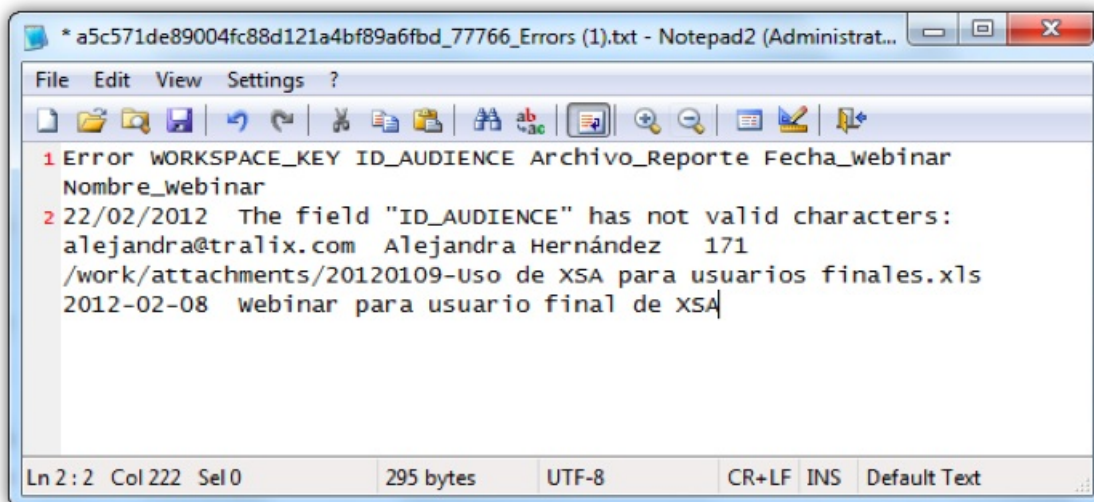 * a5c571de89004fc88d121a4bf89a6fbd_77766_Errors (1).txt - Notepad2 (Administrat...
File Edit View Settings ?
1 Error WORKSPACE_KEY ID_AUDIENCE Archivo_Reporte Fecha_Webinar
Nombre_Webinar
2 22/02/2012 The field "ID_AUDIENCE" has not valid characters:
alejandra@tralix.com Alejandra Hernández 171
/work/attachments/20120109-Uso de XSA para usuarios finales.xls
2012-02-08 Webinar para usuario final de XSA
Ln 2 : 2 Col 222 Sel 0 295 bytes UTF-8 CR+LF INS Default Text